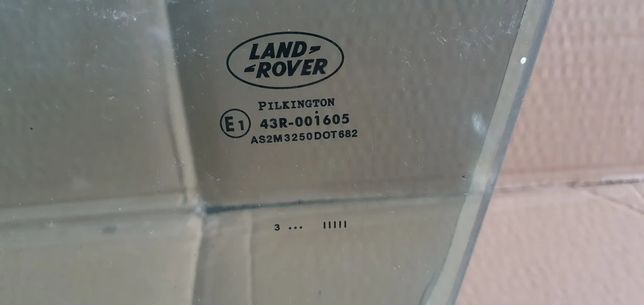 LAND-
-ROVER
PILKINGTON
E1 43R-001605
AS2M3250DOT682
3 ... IIIII